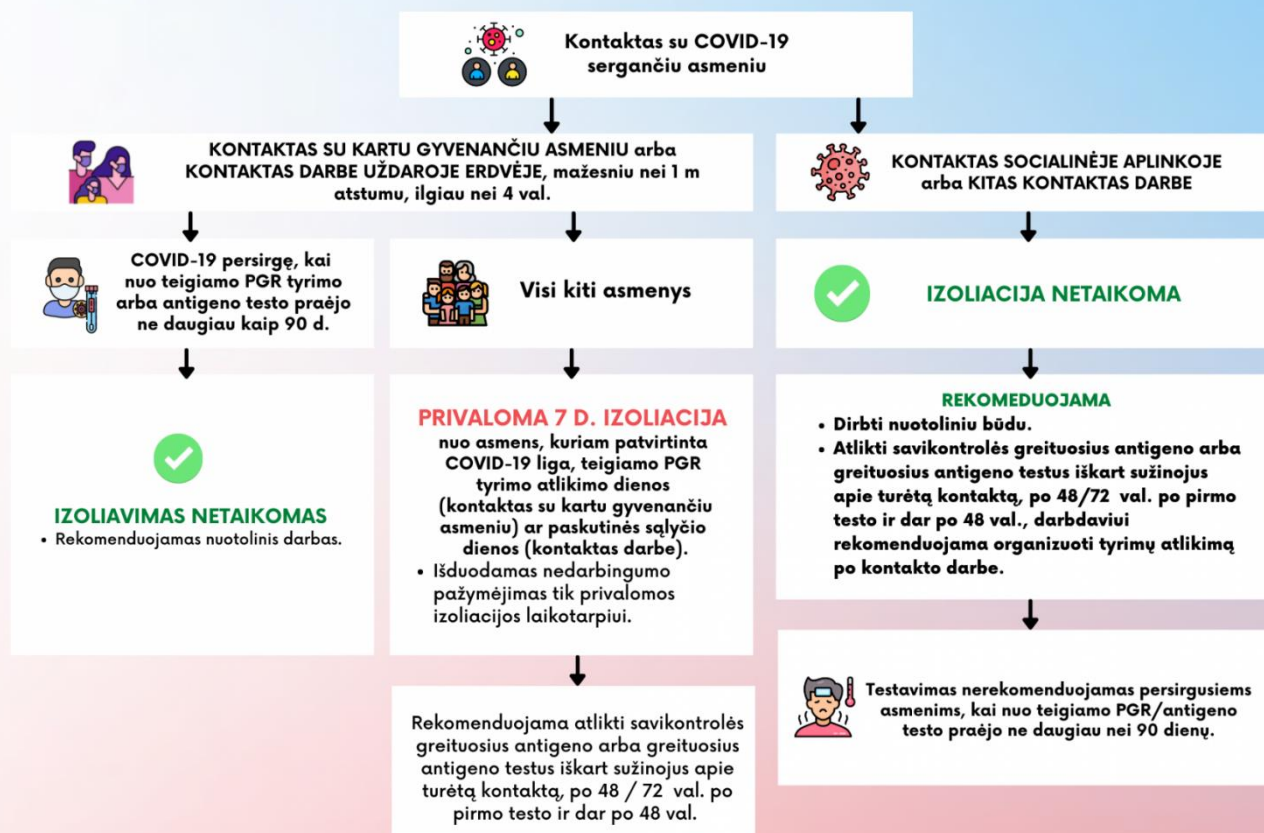 Kontaktas su COVID-19
sergančiu asmeniu
KONTAKTAS SU KARTU GYVENANČIU ASMENIU arba
KONTAKTAS DARBE UŽDAROJE ERDVĖJE, mažesniu nei 1 m
atstumu, ilgiau nei 4 val.
KONTAKTAS SOCIALINĖJE APLINKOJE
arba KITAS KONTAKTAS DARBE
COVID-19 persirgę, kai
nuo teigiamo PGR tyrimo
arba antigeno testo praėjo
ne daugiau kaip 90 d.
Visi kiti asmenys
IZOLIACIJA NETAIKOMA
IZOLIAVIMAS NETAIKOMAS
• Rekomenduojamas nuotolinis darbas.
PRIVALOMA 7 D. IZOLIACIJA
nuo asmens, kuriam patvirtinta
COVID-19 liga, teigiamo PGR
tyrimo atlikimo dienos
(kontaktas su kartu gyvenančiu
asmeniu) ar paskutinės sąlyčio
dienos (kontaktas darbe).
• Išduodamas nedarbingumo
pažymėjimas tik privalomos
izoliacijos laikotarpiui.
REKOMEDUOJAMA
• Dirbti nuotoliniu būdu.
• Atlikti savikontrolės greituosius antigeno arba
greituosius antigeno testus iškart sužinojus
apie turėtą kontaktą, po 48/72 val. po pirmo
testo ir dar po 48 val., darbdaviui
rekomenduojama organizuoti tyrimų atlikimą
po kontakto darbe.
Rekomenduojama atlikti savikontrolės
greituosius antigeno arba greituosius
antigeno testus iškart sužinojus apie
turėtą kontaktą, po 48 / 72 val. po
pirmo testo ir dar po 48 val.
Testavimas nerekomenduojamas persirgusiems
asmenims, kai nuo teigiamo PGR/antigeno
testo praėjo ne daugiau nei 90 dienų.